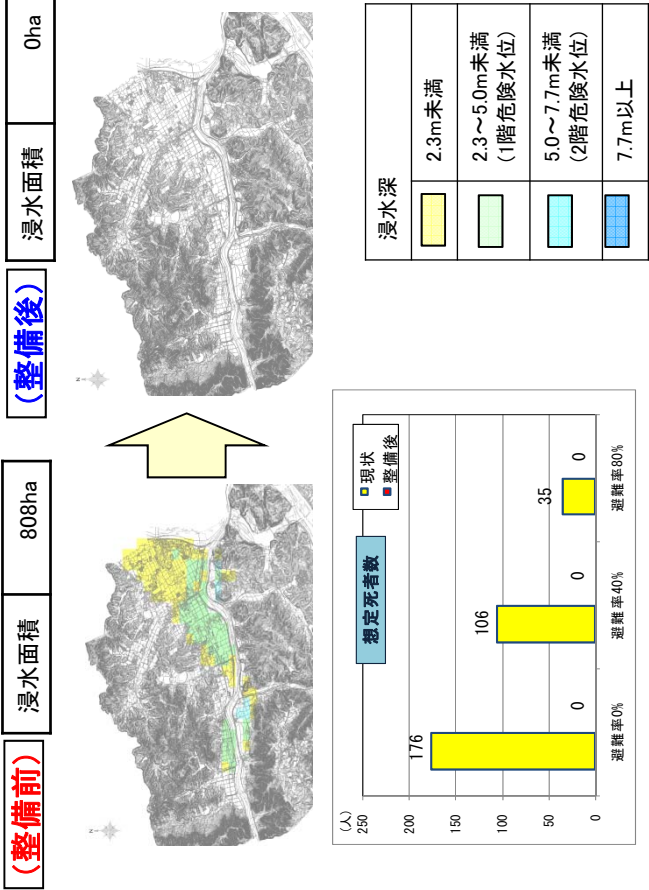 (整備前)
浸水面積 808ha
(整備後)
浸水面積 0ha
N
N
(人)
250
200
150
100
50
0
想定死者数
現状
整備後
176
0
106
0
35
0
避難率0%
避難率40%
避難率80%
浸水深
2.3m未満
2.3～5.0m未満
(1階危険水位)
5.0～7.7m未満
(2階危険水位)
7.7m以上